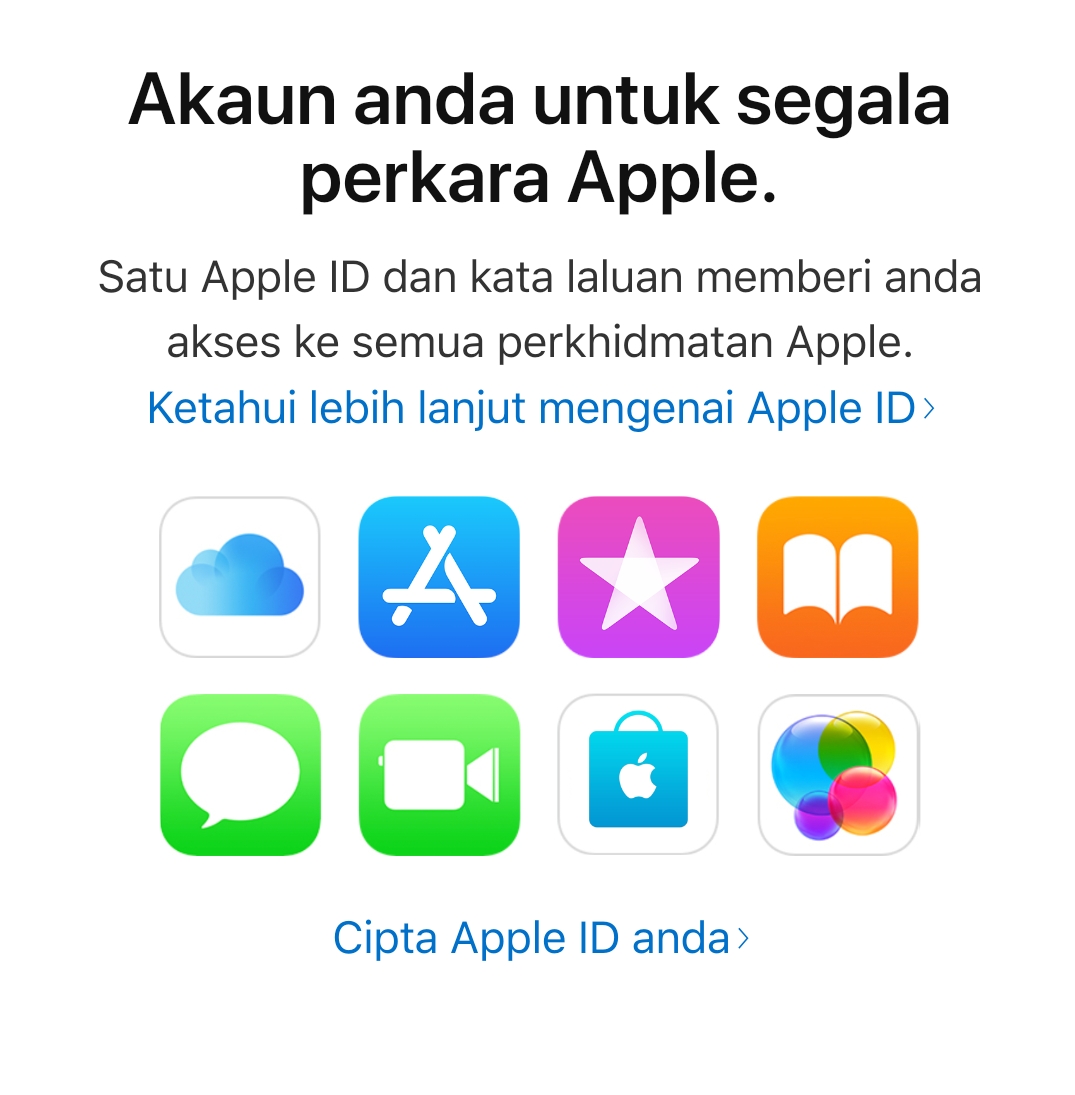 Akaun anda untuk segala
perkara Apple.
Satu Apple ID dan kata laluan memberi anda
akses ke semua perkhidmatan Apple.
Ketahui lebih lanjut mengenai Apple ID›
Cipta Apple ID anda›